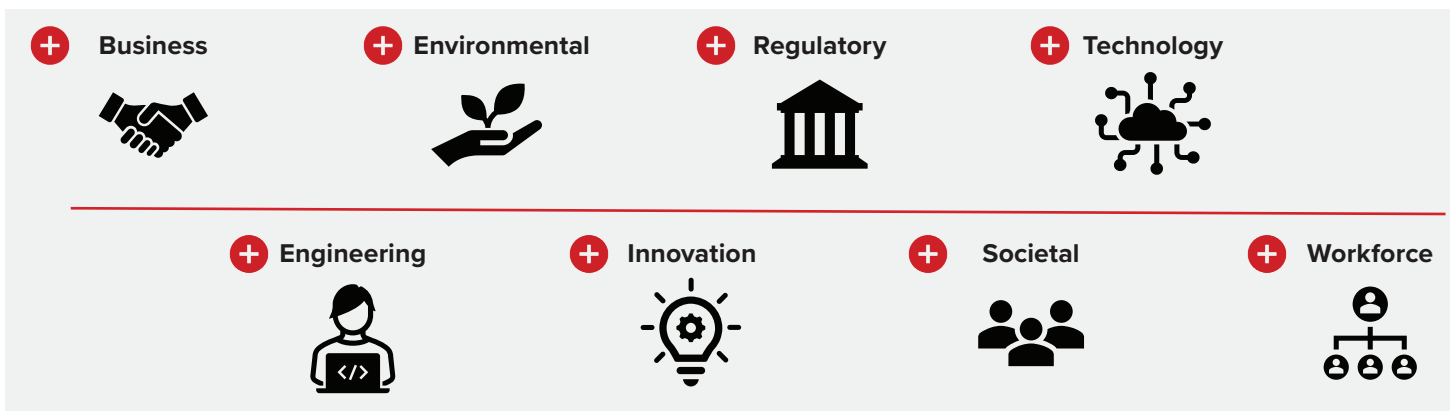 Business
Environmental
Regulatory
Technology
Engineering
</>
Innovation
Societal
Workforce